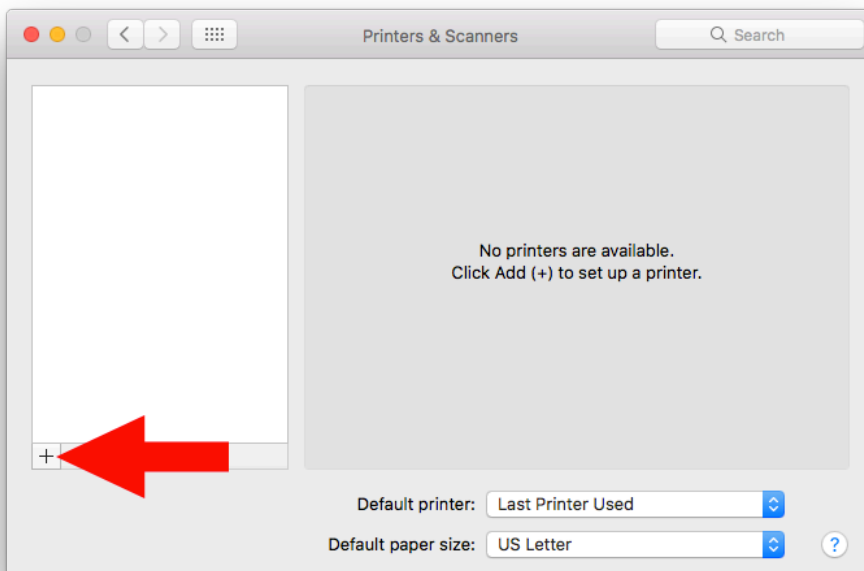 Printers & Scanners
Search
No printers are available.
Click Add (+) to set up a printer.
+
Default printer: Last Printer Used
Default paper size: US Letter
?